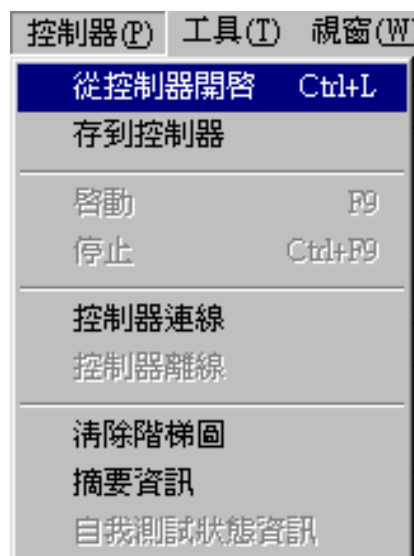 控制器(P) 工具(T) 視窗(W
從控制器開啓 Ctrl+L
存到控制器
啓動 F9
停止 Ctrl+F9
控制器連線
控制器離線
清除階梯圖
摘要資訊
自我測試狀態資訊